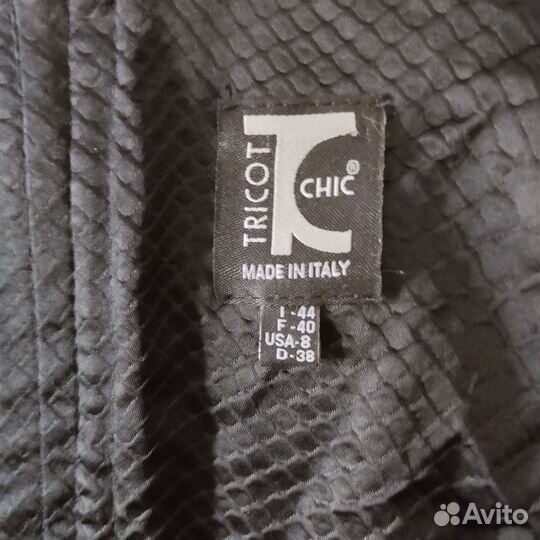 TRICOT
CHIC®
MADE IN ITALY
I-44
F-40
USA-8
D-38
Avito